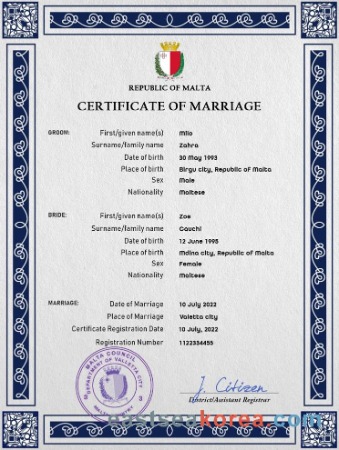 REPUBLIC OF MALTA
CERTIFICATE OF MARRIAGE
GROOM: First/given name(s) Milo
Surname/family name Zahra
Date of birth 30 May 1993
Place of birth Birgu city, Republic of Malta
Sex Male
Nationality Maltese
BRIDE: First/given name(s) Zoe
Surname/family name Cauchi
Date of birth 12 June 1995
Place of birth Mdina city, Republic of Malta
Sex Female
Nationality Maltese
MARRIAGE: Date of Marriage 10 July 2022
Place of Marriage Valetta city
Certificate Registration Date 10 July, 2022
Registration Number 1122334455
MALTA COUNCIL
DEPARTMENT OF VALLETTA CITY
J. Citizen
District/Assistant Registrar
eastseakorea.com